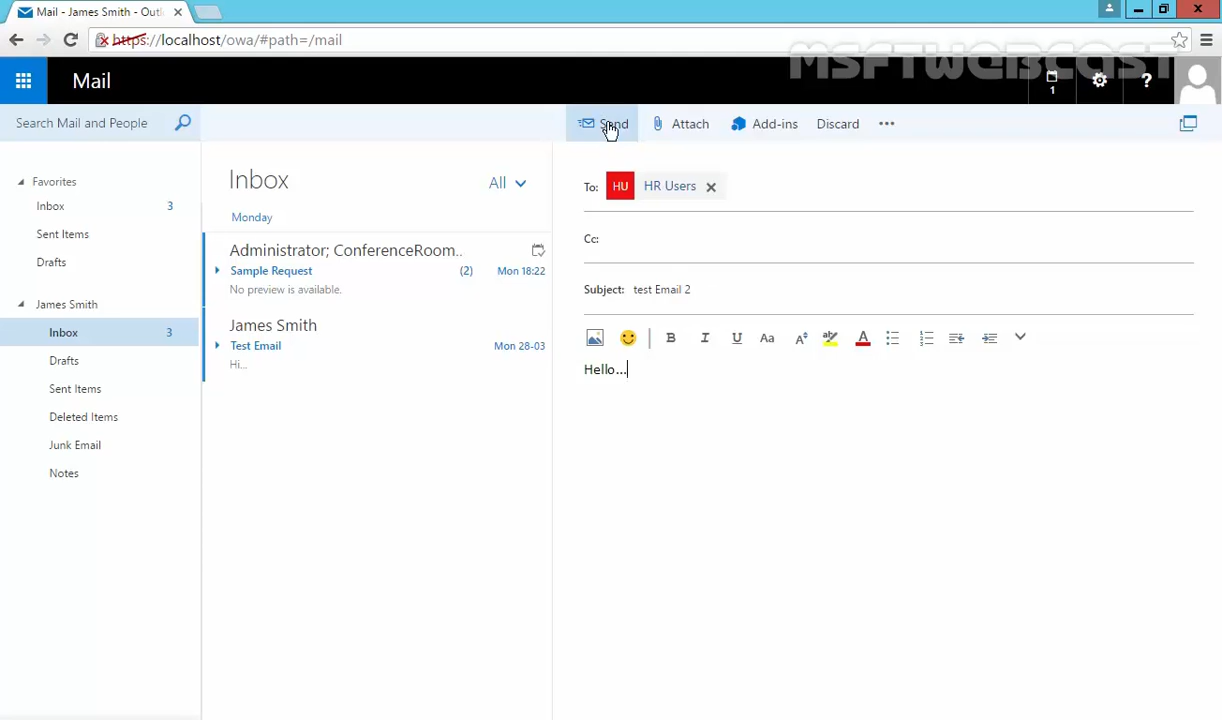 Mail - James Smith - Outl
https://localhost/owa/#path=/mail
MSFTWEBCAST
Mail
1
?
Search Mail and People
Send
Attach
Add-ins
Discard
Favorites
Inbox 3
Sent Items
Drafts
James Smith
Inbox 3
Drafts
Sent Items
Deleted Items
Junk Email
Notes
Inbox
All
Monday
Administrator; ConferenceRoom..
Sample Request (2) Mon 18:22
No preview is available.
James Smith
Test Email Mon 28-03
Hi...
To: HU HR Users
Cc:
Subject: test Email 2
B I U Aa A ab A
Hello...